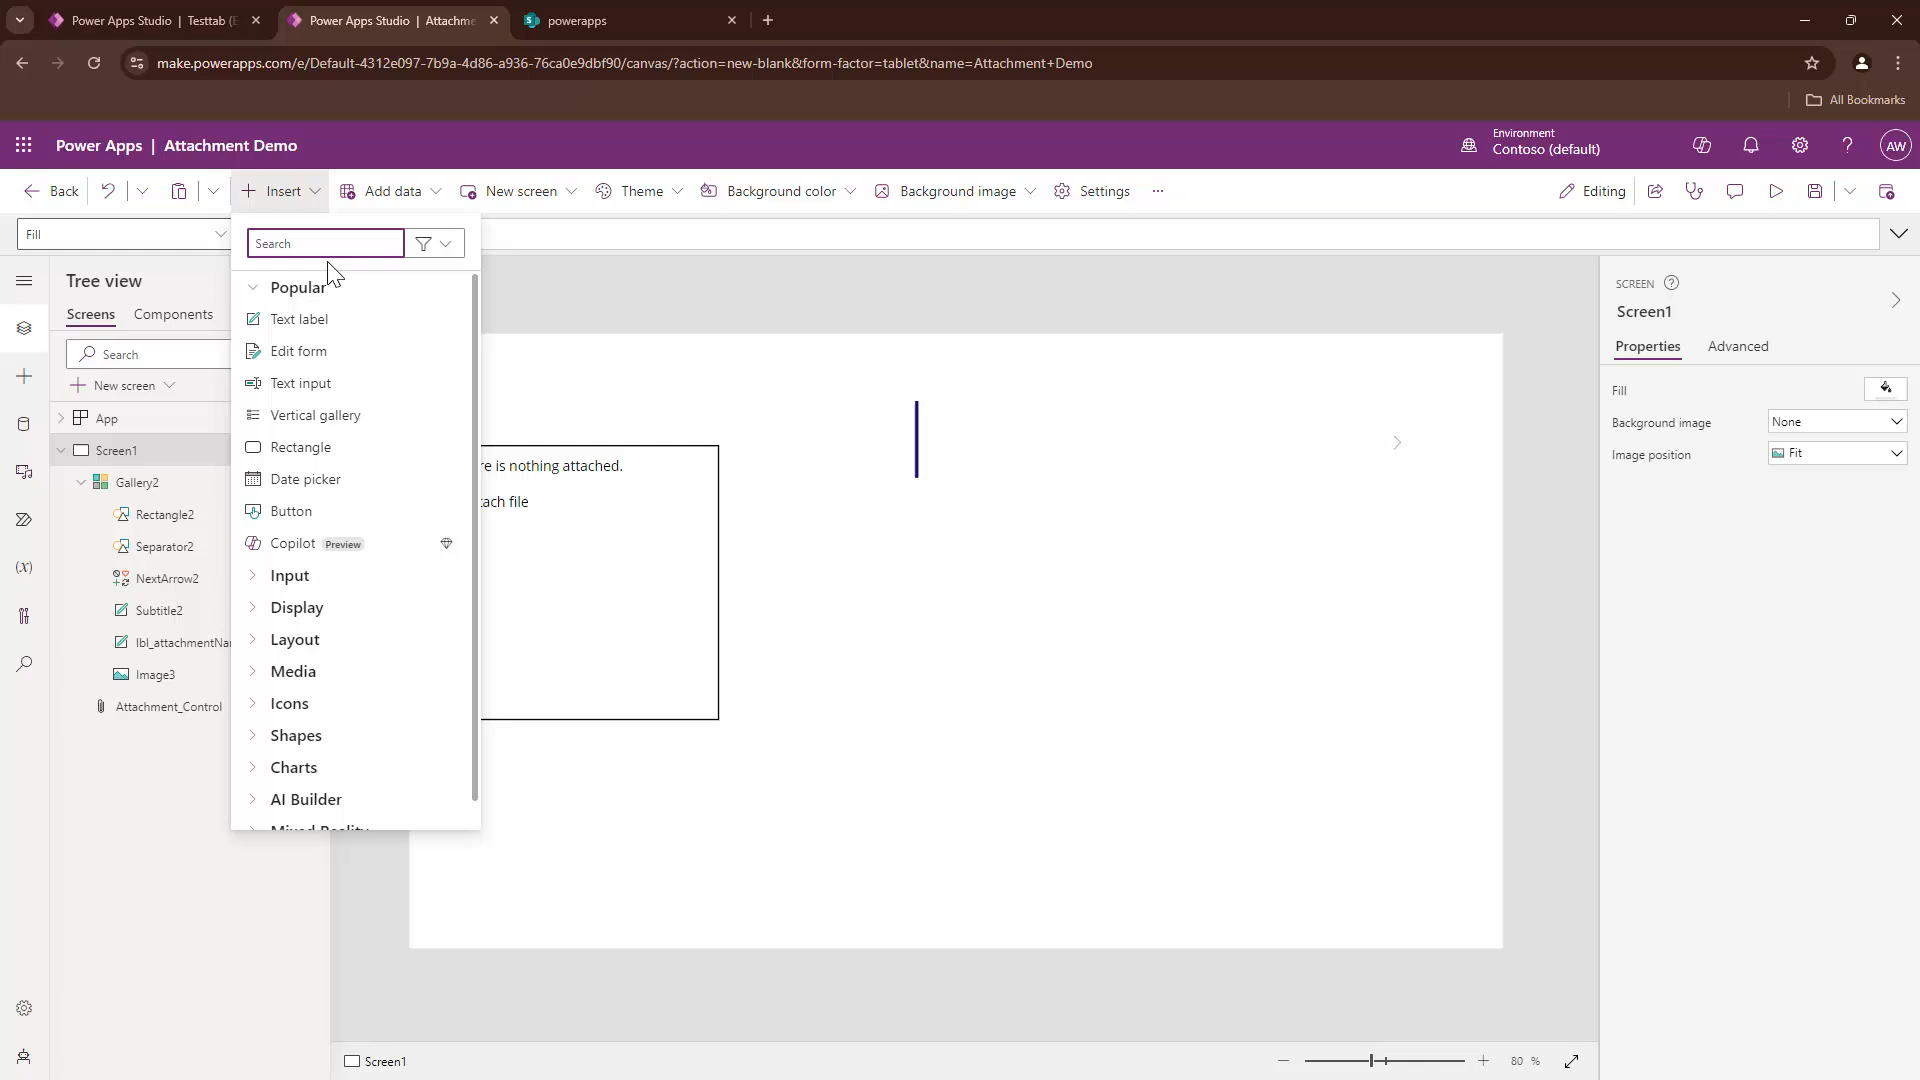 Power Apps Studio | Testtab (E
Power Apps Studio | Attachme
powerapps
make.powerapps.com/e/Default-4312e097-7b9a-4d86-a936-76ca0e9dbf90/canvas/?action=new-blank&form-factor=tablet&name=Attachment+Demo
All Bookmarks
Power Apps | Attachment Demo
Environment
Contoso (default)
AW
Back
Insert
Add data
New screen
Theme
Background color
Background image
Settings
Editing
Fill
Search
Tree view
Screens
Components
Search
New screen
App
Screen1
Gallery2
Rectangle2
Separator2
NextArrow2
Subtitle2
lbl_attachmentNa
Image3
Attachment_Control
Popular
Text label
Edit form
Text input
Vertical gallery
Rectangle
Date picker
Button
Copilot Preview
Input
Display
Layout
Media
Icons
Shapes
Charts
AI Builder
Mixed Reality
re is nothing attached.
tach file
SCREEN
Screen1
Properties
Advanced
Fill
Background image
None
Image position
Fit
Screen1
80 %